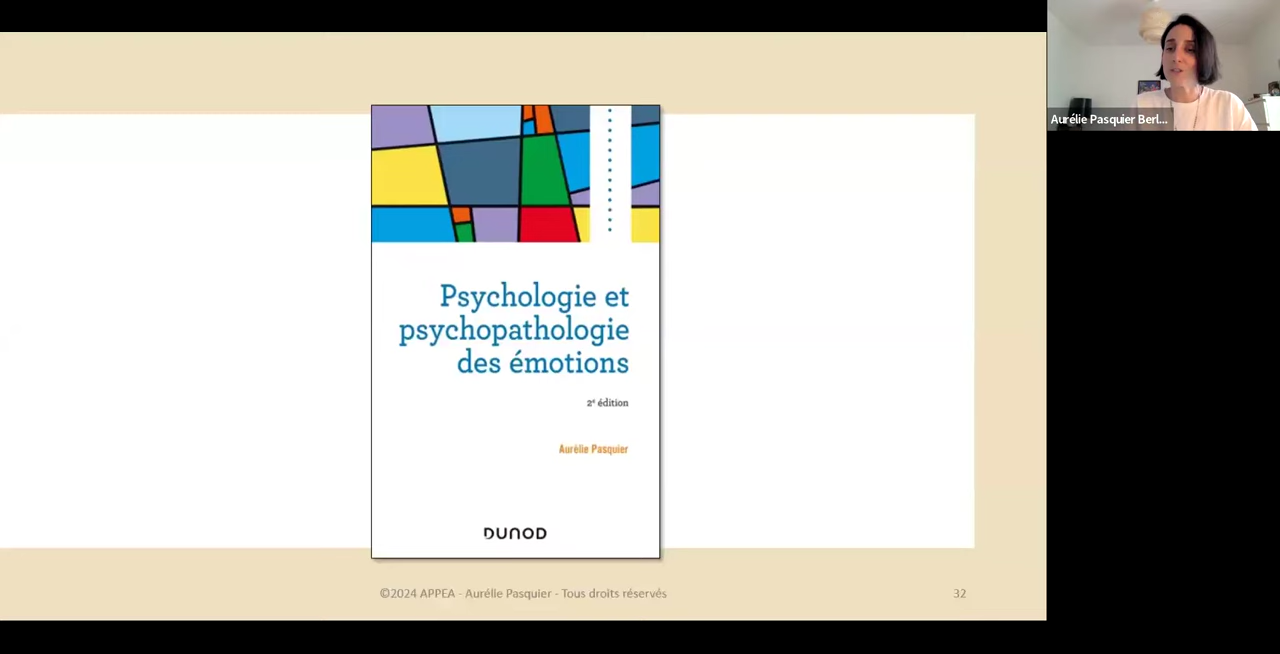 Aurélie Pasquier Berl...
Psychologie et
psychopathologie
des émotions
2e édition
Aurélie Pasquier
DUNOD
©2024 APPEA - Aurélie Pasquier - Tous droits réservés
32